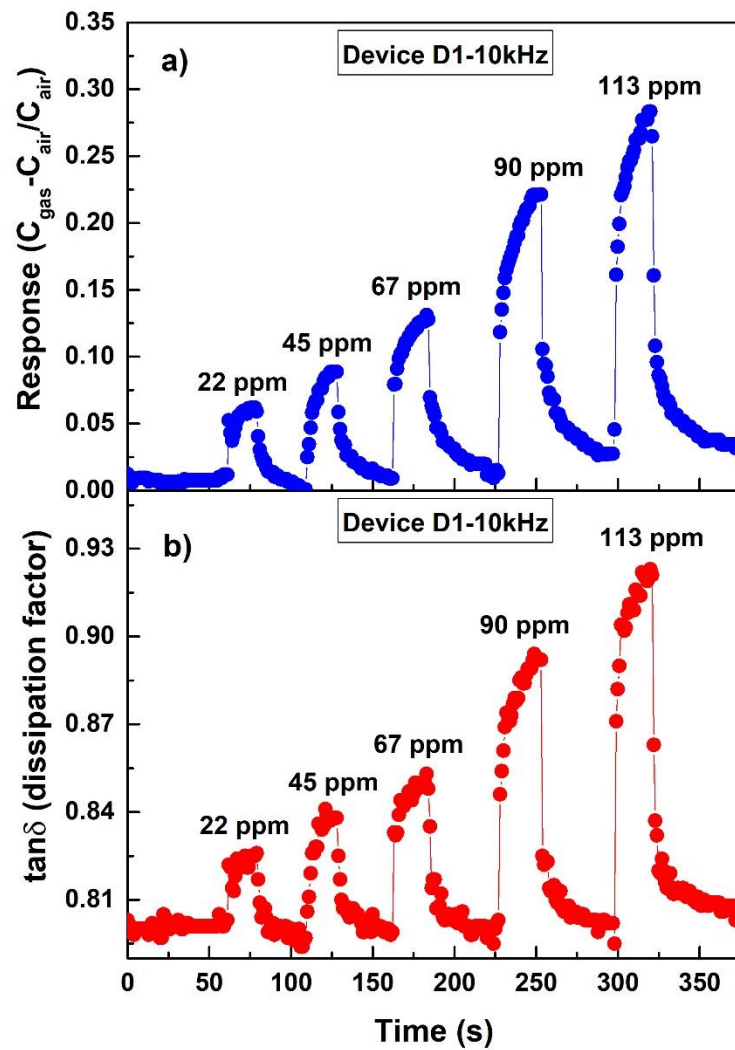 a)
Device D1-10kHz
Response (C_gas-C_air/C_air)
0.35
0.30
0.25
0.20
0.15
0.10
0.05
0.00
22 ppm
45 ppm
67 ppm
90 ppm
113 ppm
b)
Device D1-10kHz
tanδ (dissipation factor)
0.93
0.90
0.87
0.84
0.81
22 ppm
45 ppm
67 ppm
90 ppm
113 ppm
0 50 100 150 200 250 300 350
Time (s)